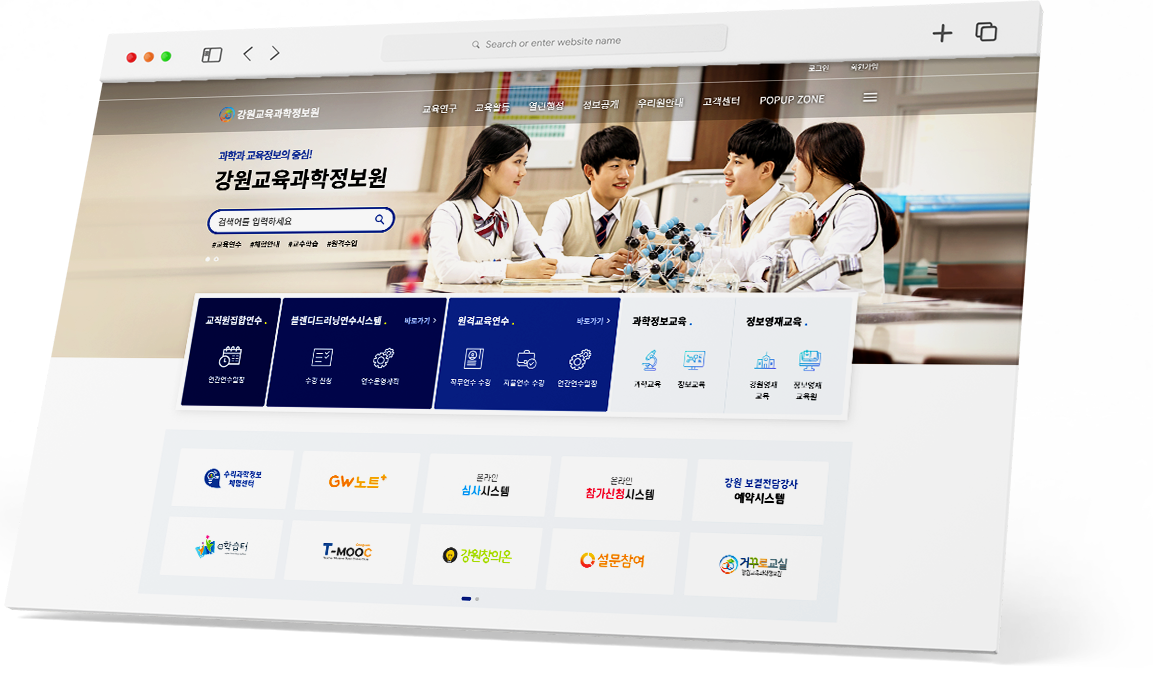 Search or enter website name
로그인 회원가입
강원교육과학정보원
교육연구 교육활동 열린행정 정보공개 우리원안내 고객센터 POPUP ZONE
과학과 교육정보의 중심!
강원교육과학정보원
검색어를 입력하세요
#교육연수 #체험안내 #교수학습 #원격수업
교직원집합연수 .
연간연수일정
블렌디드러닝연수시스템 . 바로가기 >
수강 신청 연수운영세칙
원격교육연수 . 바로가기 >
직무연수 수강 자율연수 수강 연간연수일정
과학정보교육 .
과학교육 정보교육
정보영재교육 .
강원영재
교육
정보영재
교육원
수리과학정보
체험센터
GW노트+
온라인
심사시스템
온라인
참가신청시스템
강원 보결전담강사
예약시스템
e학습터
T-MOOC
강원창의온
설문참여
거꾸로교실
강원교육과학정보원